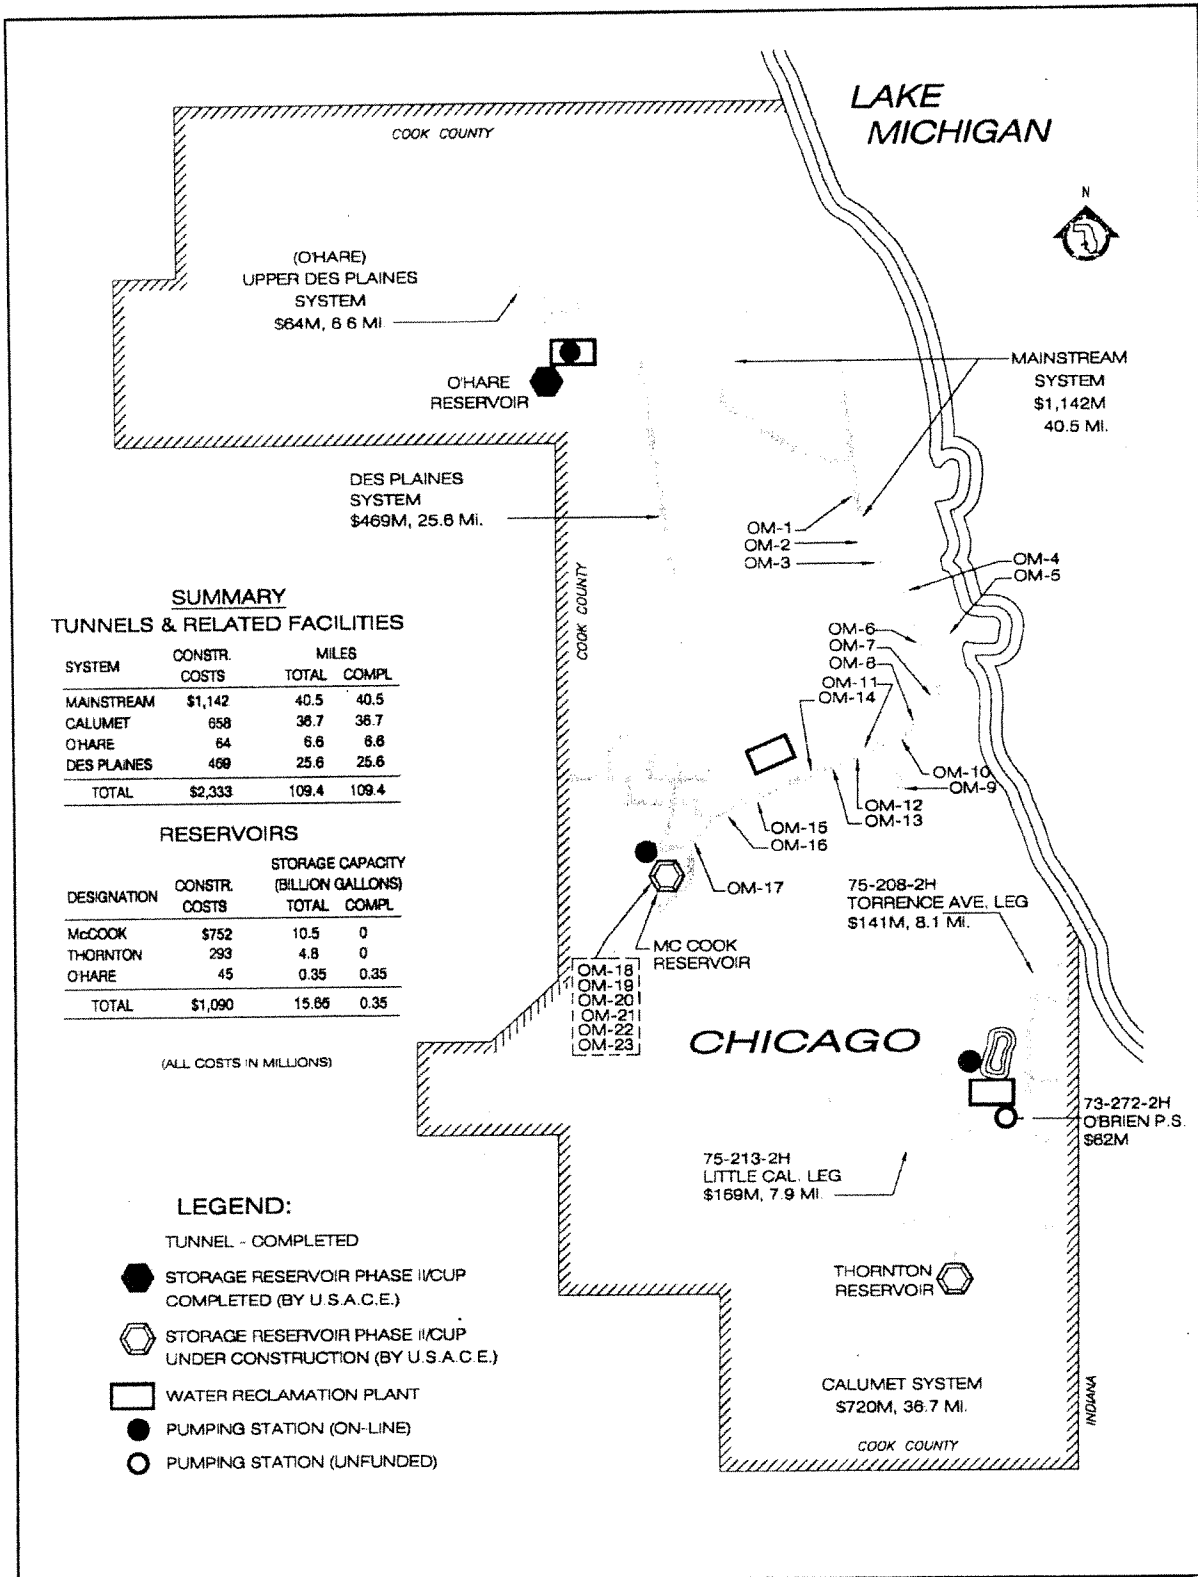 LAKE
MICHIGAN
COOK COUNTY
N
(O'HARE)
UPPER DES PLAINES
SYSTEM
$64M, 6.6 MI.
O'HARE
RESERVOIR
MAINSTREAM
SYSTEM
$1,142M
40.5 MI.
DES PLAINES
SYSTEM
$469M, 25.6 Mi.
OM-1
OM-2
OM-3
OM-4
OM-5
COOK COUNTY
OM-6
OM-7
OM-8
OM-11
OM-14
OM-10
OM-9
OM-12
OM-13
OM-15
OM-16
OM-17
SUMMARY
TUNNELS & RELATED FACILITIES
SYSTEM CONSTR. COSTS MILES TOTAL COMPL
MAINSTREAM $1,142 40.5 40.5
CALUMET 658 36.7 36.7
O'HARE 64 6.6 6.6
DES PLAINES 469 25.6 25.6
TOTAL $2,333 109.4 109.4
RESERVOIRS
DESIGNATION CONSTR. COSTS STORAGE CAPACITY (BILLION GALLONS) TOTAL COMPL
McCOOK $752 10.5 0
THORNTON 293 4.8 0
O'HARE 45 0.35 0.35
TOTAL $1,090 15.65 0.35
(ALL COSTS IN MILLIONS)
MC COOK
RESERVOIR
OM-18
OM-19
OM-20
OM-21
OM-22
OM-23
75-208-2H
TORRENCE AVE. LEG
$141M, 8.1 MI.
CHICAGO
73-272-2H
O'BRIEN P.S.
$62M
75-213-2H
LITTLE CAL. LEG
$169M, 7.9 MI.
THORNTON
RESERVOIR
CALUMET SYSTEM
$720M, 36.7 MI.
COOK COUNTY
INDIANA
LEGEND:
TUNNEL - COMPLETED
STORAGE RESERVOIR PHASE II/CUP
COMPLETED (BY U.S.A.C.E.)
STORAGE RESERVOIR PHASE II/CUP
UNDER CONSTRUCTION (BY U.S.A.C.E.)
WATER RECLAMATION PLANT
PUMPING STATION (ON-LINE)
PUMPING STATION (UNFUNDED)